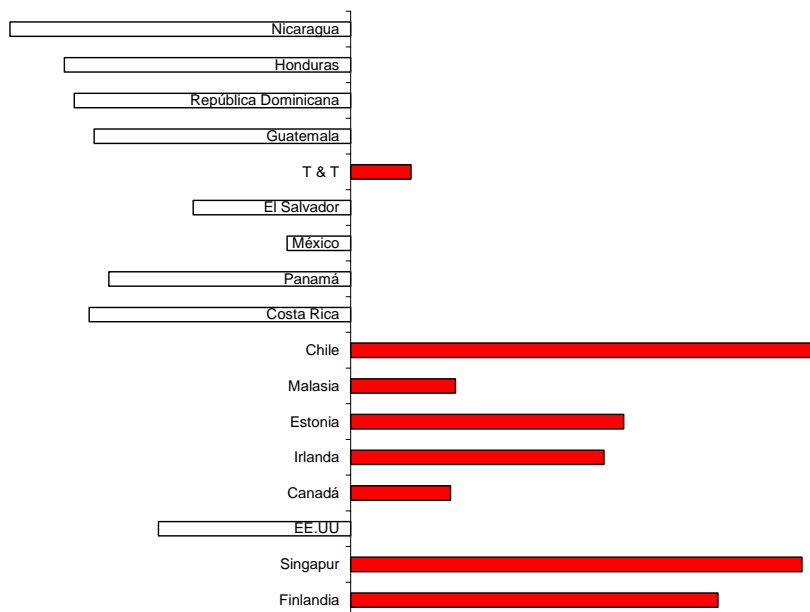 Nicaragua
Honduras
República Dominicana
Guatemala
T & T
El Salvador
México
Panamá
Costa Rica
Chile
Malasia
Estonia
Irlanda
Canadá
EE.UU
Singapur
Finlandia